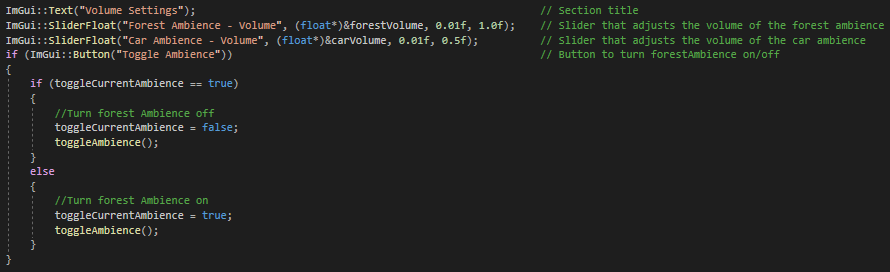 ImGui::Text("Volume Settings"); // Section title
ImGui::SliderFloat("Forest Ambience - Volume", (float*)&forestVolume, 0.01f, 1.0f); // Slider that adjusts the volume of the forest ambience
ImGui::SliderFloat("Car Ambience - Volume", (float*)&carVolume, 0.01f, 0.5f); // Slider that adjusts the volume of the car ambience
if (ImGui::Button("Toggle Ambience")) // Button to turn forestAmbience on/off
{
if (toggleCurrentAmbience == true)
{
//Turn forest Ambience off
toggleCurrentAmbience = false;
toggleAmbience();
}
else
{
//Turn forest Ambience on
toggleCurrentAmbience = true;
toggleAmbience();
}
}